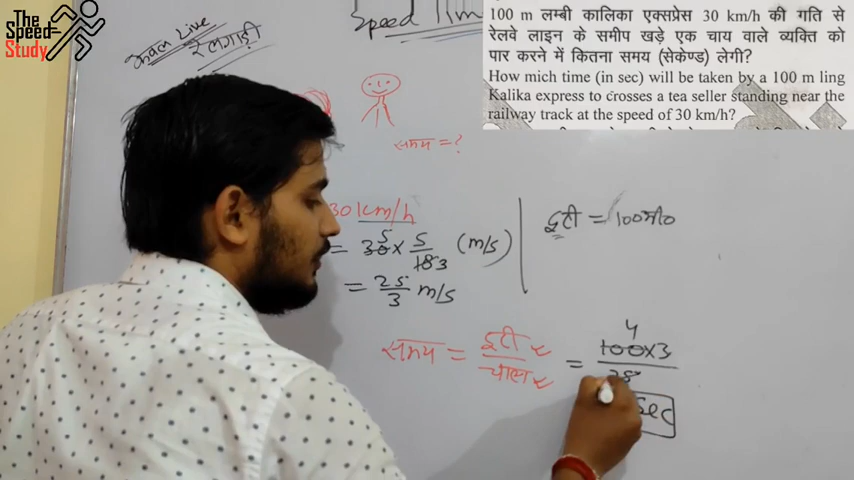 The
Speed
Study
केवल Live
रेलगाड़ी
Speed
100 m लम्बी कालिका एक्सप्रेस 30 km/h की गति से
रेलवे लाइन के समीप खड़े एक चाय वाले व्यक्ति को
पार करने में कितना समय (सेकेण्ड) लेगी?
How mich time (in sec) will be taken by a 100 m ling
Kalika express to crosses a tea seller standing near the
railway track at the speed of 30 km/h?
समय = ?
30 km/h
= 30 5 × 5/18 3 (m/s)
= 25/3 m/s
दूरी = 100मी०
समय = दूरी/चाल = 4 100×3/25
Sec